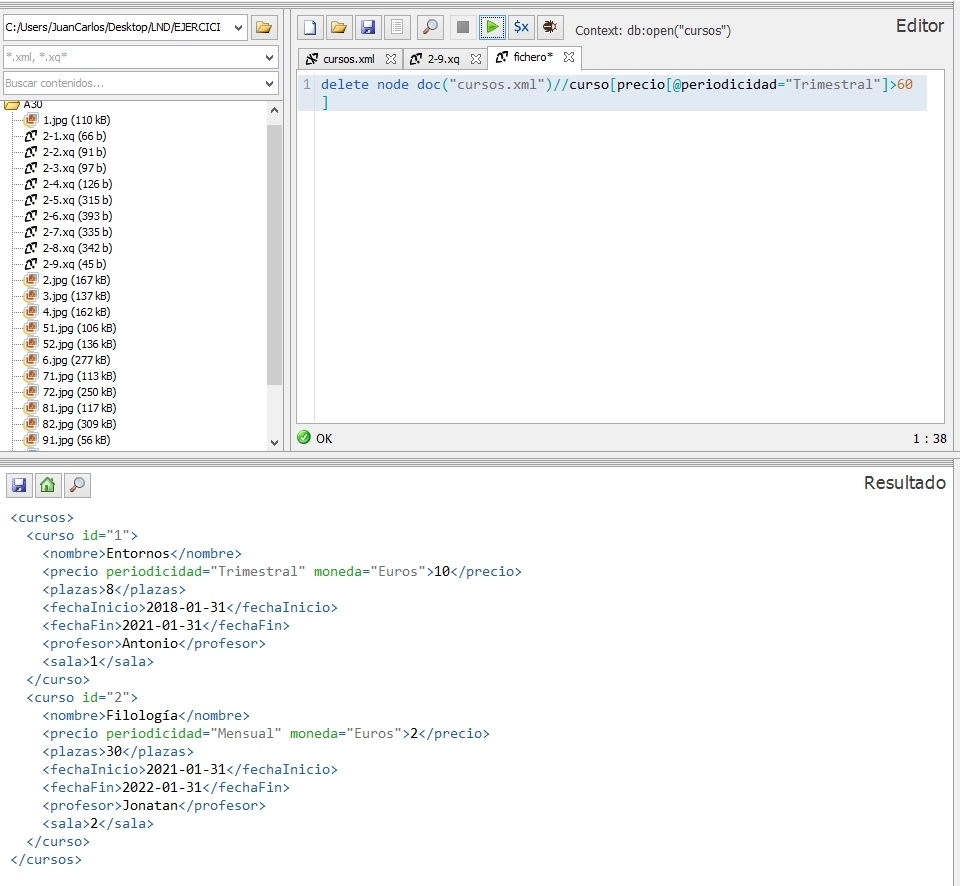 C:/Users/JuanCarlos/Desktop/LND/EJERCICI
*.xml, *.xq*
Buscar contenidos...
A30
1.jpg (110 kB)
2-1.xq (66 b)
2-2.xq (91 b)
2-3.xq (97 b)
2-4.xq (126 b)
2-5.xq (315 b)
2-6.xq (393 b)
2-7.xq (335 b)
2-8.xq (342 b)
2-9.xq (45 b)
2.jpg (167 kB)
3.jpg (137 kB)
4.jpg (162 kB)
51.jpg (106 kB)
52.jpg (136 kB)
6.jpg (277 kB)
71.jpg (113 kB)
72.jpg (250 kB)
81.jpg (117 kB)
82.jpg (309 kB)
91.jpg (56 kB)
$x
Context: db:open("cursos")
Editor
cursos.xml
2-9.xq
fichero*
1 delete node doc("cursos.xml")//curso[precio[@periodicidad="Trimestral"]>60
]
OK
1 : 38
Resultado
<cursos>
  <curso id="1">
    <nombre>Entornos</nombre>
    <precio periodicidad="Trimestral" moneda="Euros">10</precio>
    <plazas>8</plazas>
    <fechaInicio>2018-01-31</fechaInicio>
    <fechaFin>2021-01-31</fechaFin>
    <profesor>Antonio</profesor>
    <sala>1</sala>
  </curso>
  <curso id="2">
    <nombre>Filología</nombre>
    <precio periodicidad="Mensual" moneda="Euros">2</precio>
    <plazas>30</plazas>
    <fechaInicio>2021-01-31</fechaInicio>
    <fechaFin>2022-01-31</fechaFin>
    <profesor>Jonatan</profesor>
    <sala>2</sala>
  </curso>
</cursos>